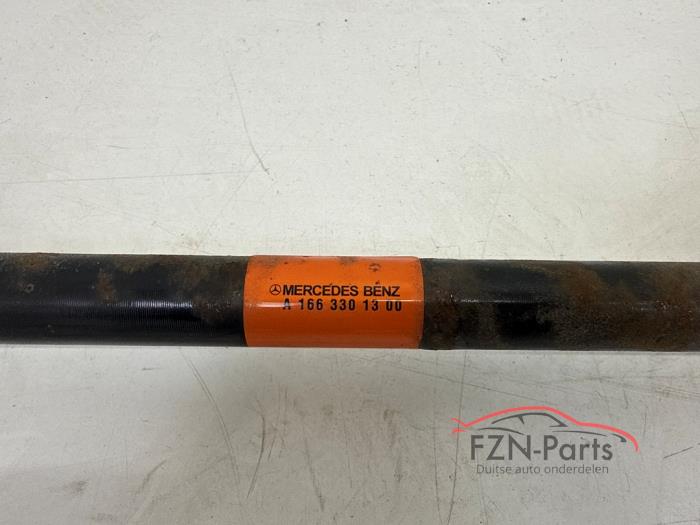 MERCEDES BENZ
A 166 330 13 00
FZN-Parts
Duitse auto onderdelen